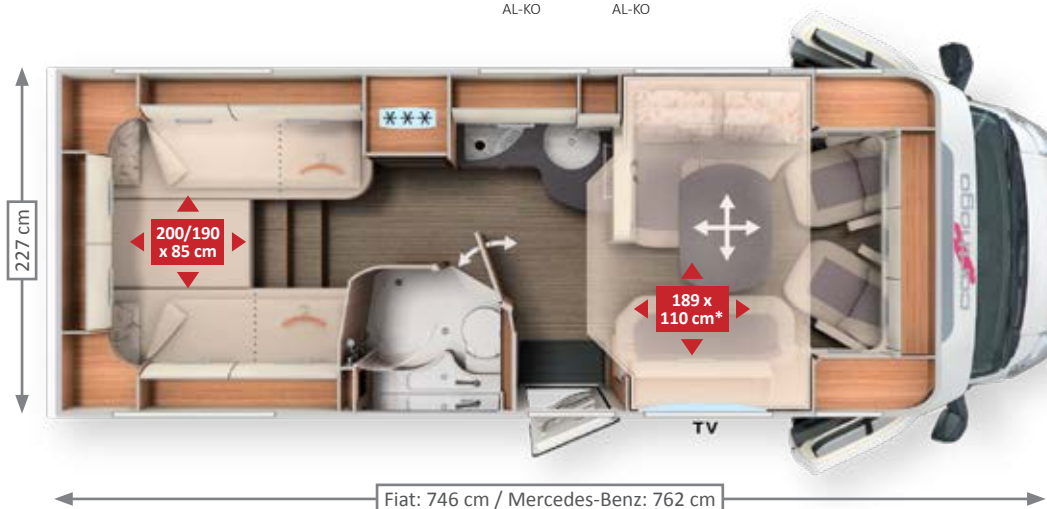 AL-KO AL-KO
227 cm
200/190
x 85 cm
189 x
110 cm*
TV
Fiat: 746 cm / Mercedes-Benz: 762 cm